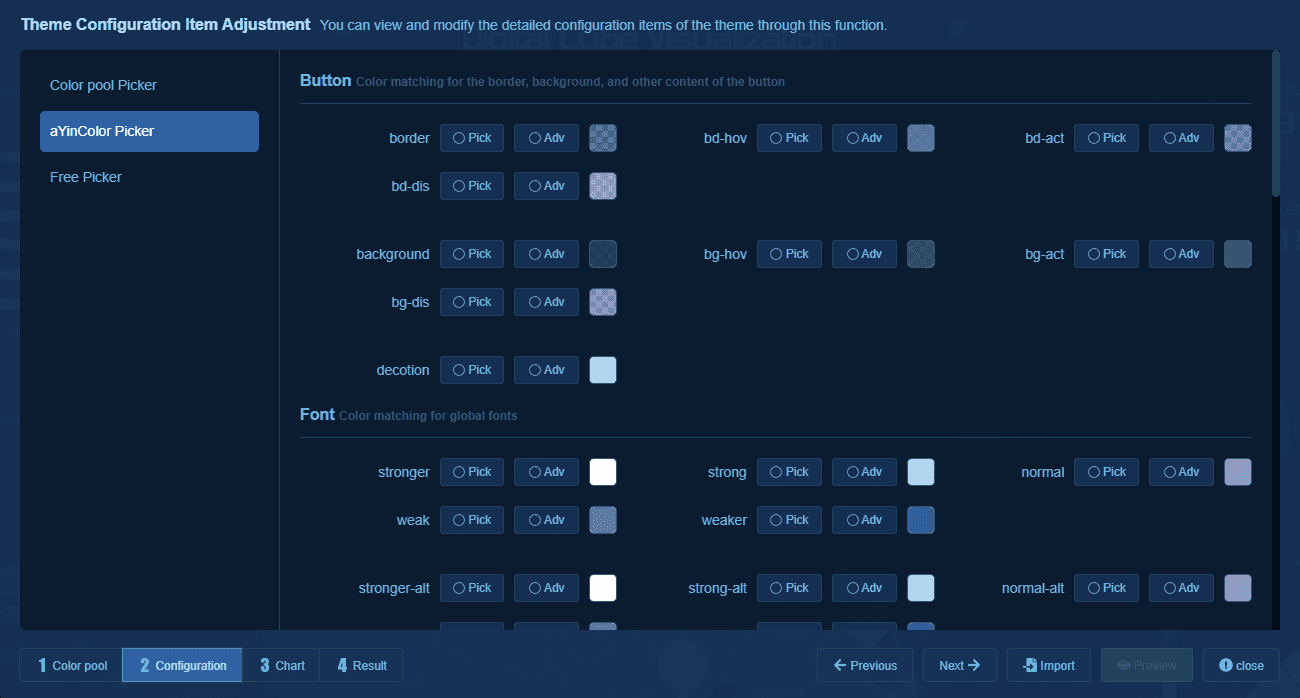 Theme Configuration Item Adjustment You can view and modify the detailed configuration items of the theme through this function.
Color pool Picker
aYinColor Picker
Free Picker
Button Color matching for the border, background, and other content of the button
border Pick Adv bd-hov Pick Adv bd-act Pick Adv
bd-dis Pick Adv
background Pick Adv bg-hov Pick Adv bg-act Pick Adv
bg-dis Pick Adv
decotion Pick Adv
Font Color matching for global fonts
stronger Pick Adv strong Pick Adv normal Pick Adv
weak Pick Adv weaker Pick Adv
stronger-alt Pick Adv strong-alt Pick Adv normal-alt Pick Adv
1 Color pool 2 Configuration 3 Chart 4 Result Previous Next Import Preview close